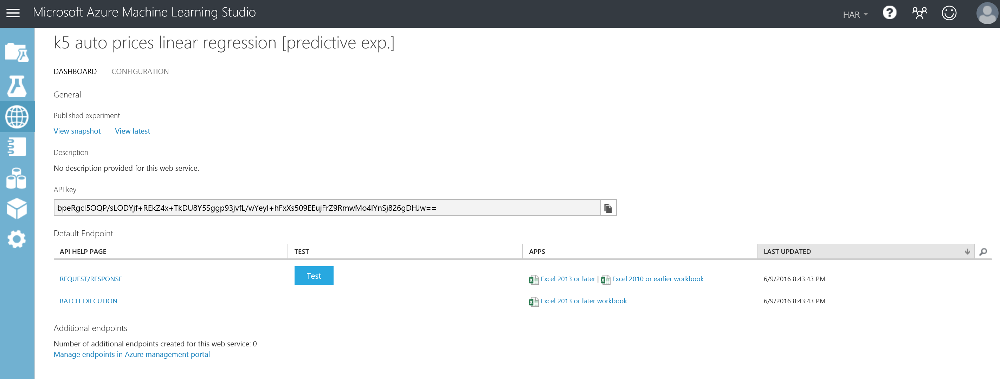 Microsoft Azure Machine Learning Studio
HAR
k5 auto prices linear regression [predictive exp.]
DASHBOARD CONFIGURATION
General
Published experiment
View snapshot View latest
Description
No description provided for this web service.
API key
bpeRgcl5OQP/sLODYjf+REkZ4x+TkDU8Y5Sggp93jvfL/wYeyI+hFxXs509EEujFrZ9RmwMo4lYnSj826gDHJw==
Default Endpoint
API HELP PAGE TEST APPS LAST UPDATED
REQUEST/RESPONSE Test Excel 2013 or later | Excel 2010 or earlier workbook 6/9/2016 8:43:43 PM
BATCH EXECUTION Excel 2013 or later workbook 6/9/2016 8:43:43 PM
Additional endpoints
Number of additional endpoints created for this web service: 0
Manage endpoints in Azure management portal